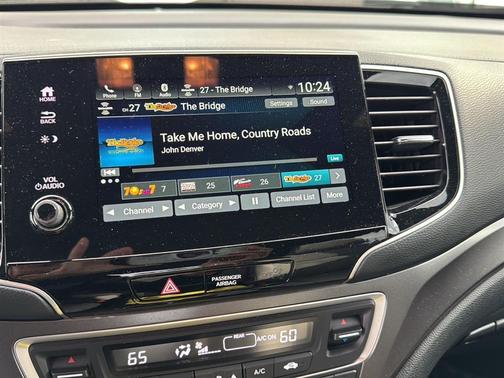 Phone FM Audio 27 - The Bridge 10:24
HOME
CH 27 The Bridge Settings Sound
BACK
Take Me Home, Country Roads
John Denver
VOL
AUDIO
Live
7 25 26 27
Channel Category Channel List More
PASSENGER
AIRBAG
65 REAR A/C ON 60
A/C